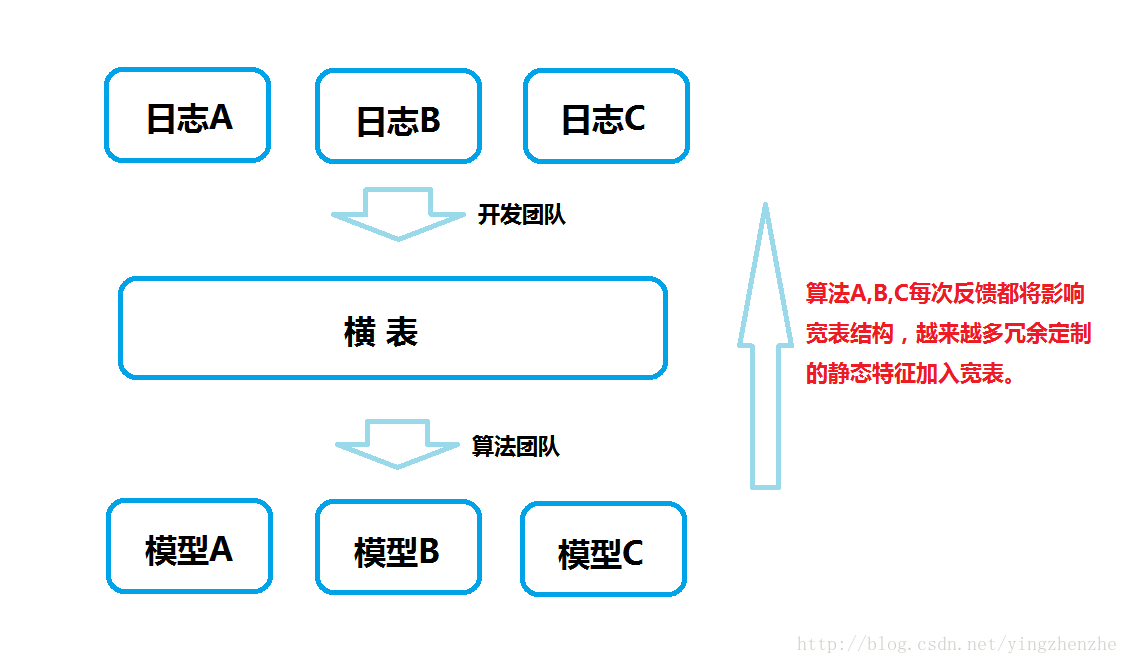 日志A
日志B
日志C
开发团队
横 表
算法A,B,C每次反馈都将影响
宽表结构，越来越多冗余定制
的静态特征加入宽表。
算法团队
模型A
模型B
模型C
http://blog.csdn.net/yingzhenzhe